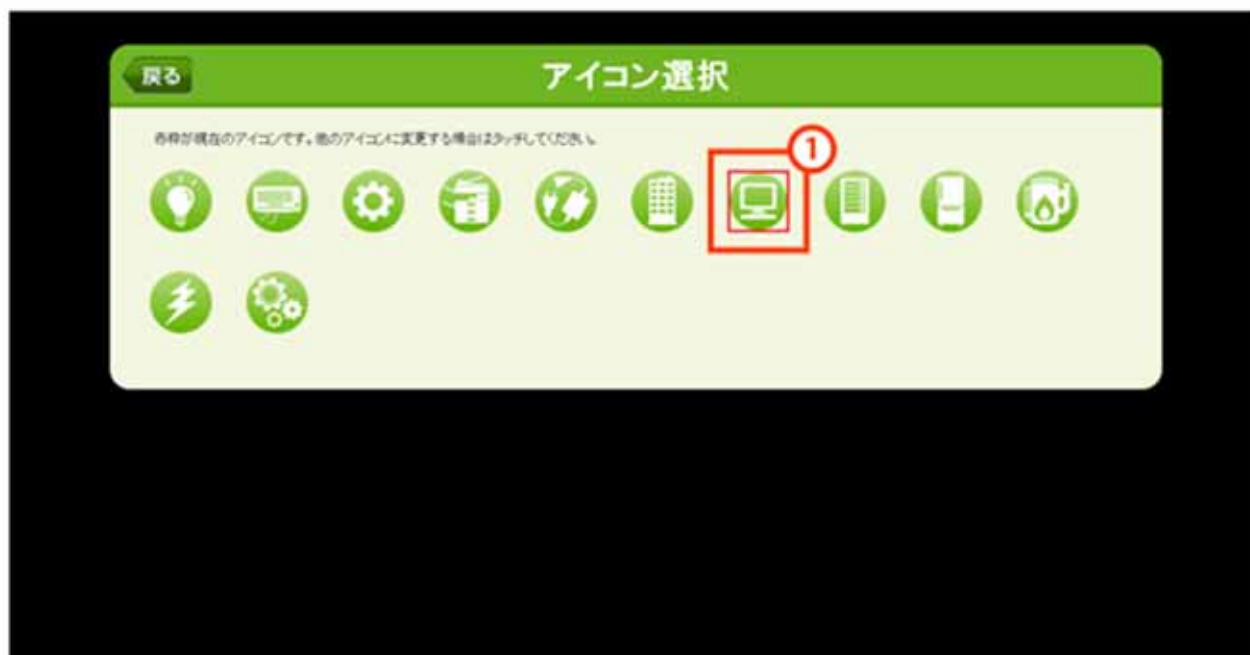 戻る
アイコン選択
赤枠が現在のアイコンです。他のアイコンに変更する場合はタッチしてください。
1